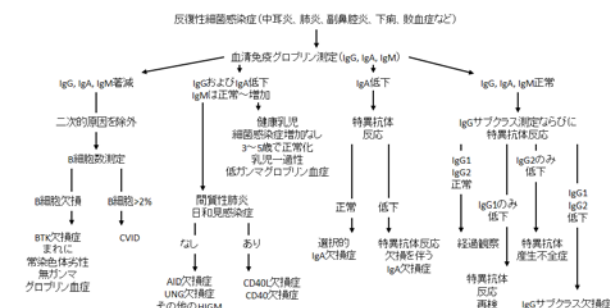 反復性細菌感染症(中耳炎、肺炎、副鼻腔炎、下痢、敗血症など)
血清免疫グロブリン測定(IgG, IgA, IgM)
IgG, IgA, IgM著減
IgGおよびIgA低下
IgMは正常～増加
IgA低下
IgG, IgA, IgM正常
二次的原因を除外
健康乳児
細菌感染症増加なし
3～5歳で正常化
乳児一過性
低ガンマグロブリン血症
特異抗体
反応
IgGサブクラス測定ならびに
特異抗体反応
B細胞数測定
IgG1
IgG2
正常
IgG2のみ
低下
IgG1のみ
低下
IgG1
IgG2
低下
B細胞欠損
B細胞>2%
間質性肺炎
日和見感染症
正常
低下
なし
あり
BTK欠損症
まれに
常染色体劣性
無ガンマ
グロブリン血症
CVID
選択的
IgA欠損症
特異抗体反応
欠損を伴う
IgA欠損症
経過観察
特異抗体
産生不全症
AID欠損症
UNG欠損症
その他のHIGM
CD40L欠損症
CD40欠損症
特異抗体
反応
再検
IgGサブクラス欠損症